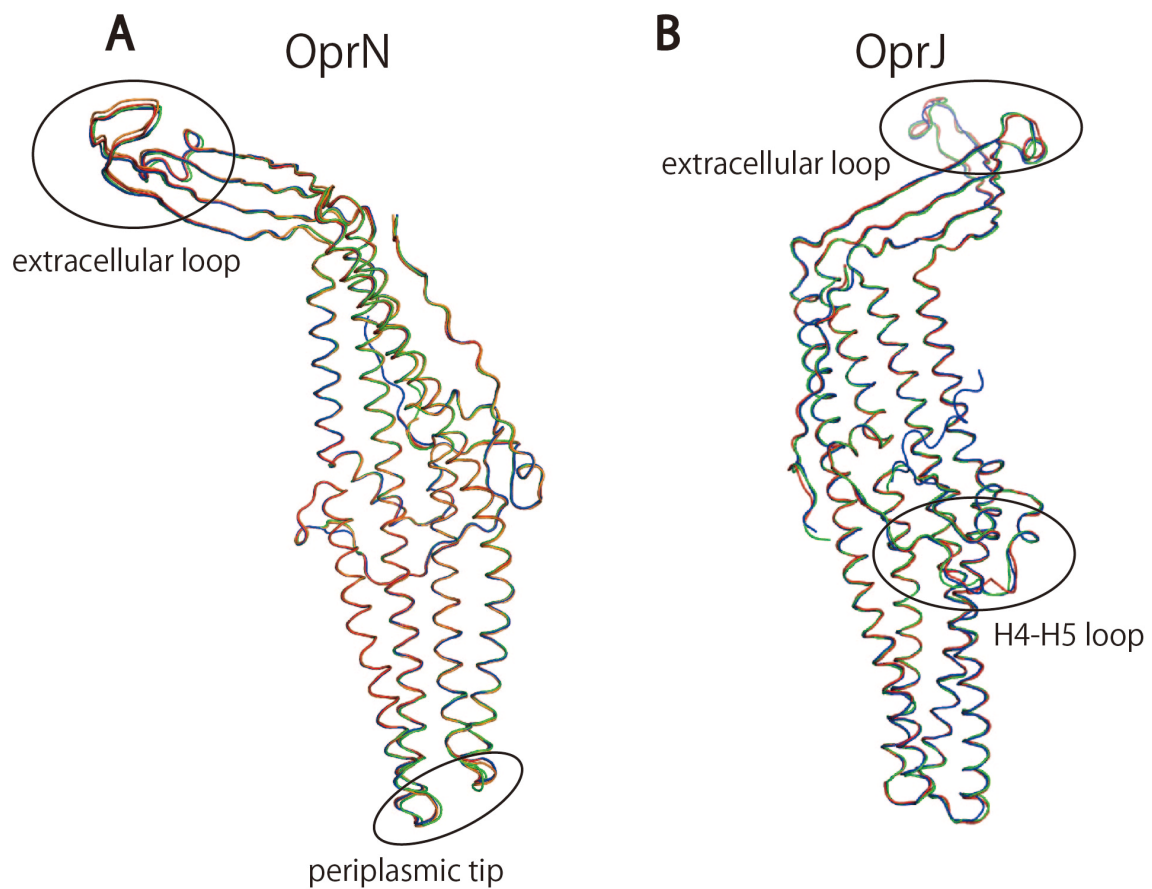 A
OprN
extracellular loop
periplasmic tip
B
OprJ
extracellular loop
H4-H5 loop